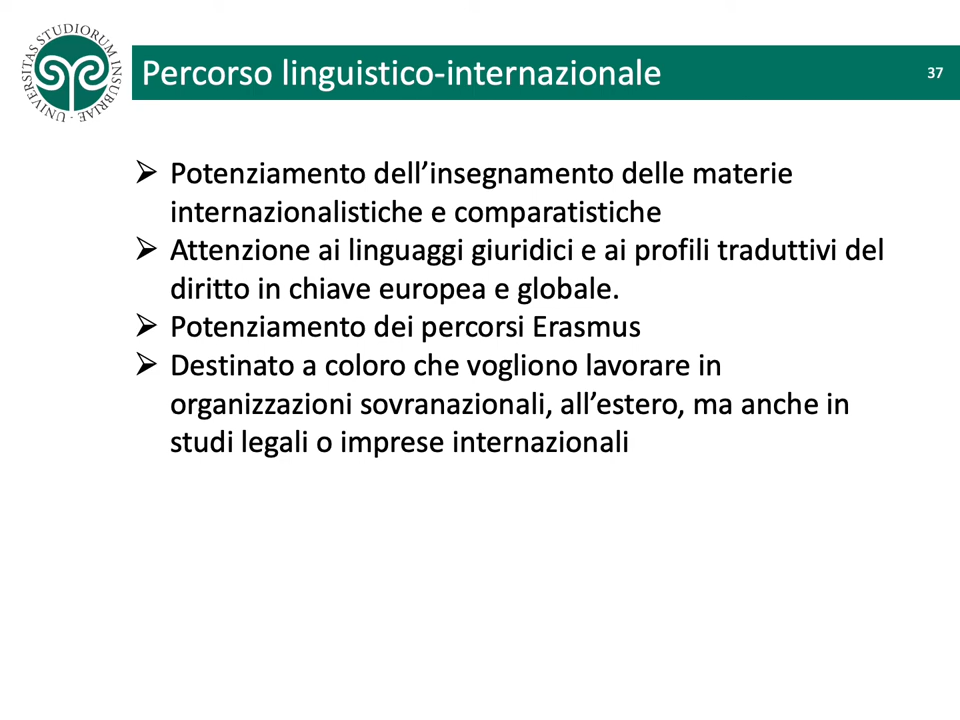 UNIVERSITAS STUDIORUM INSUBRIAE
Percorso linguistico-internazionale
37
Potenziamento dell’insegnamento delle materie
internazionalistiche e comparatistiche
Attenzione ai linguaggi giuridici e ai profili traduttivi del
diritto in chiave europea e globale.
Potenziamento dei percorsi Erasmus
Destinato a coloro che vogliono lavorare in
organizzazioni sovranazionali, all’estero, ma anche in
studi legali o imprese internazionali